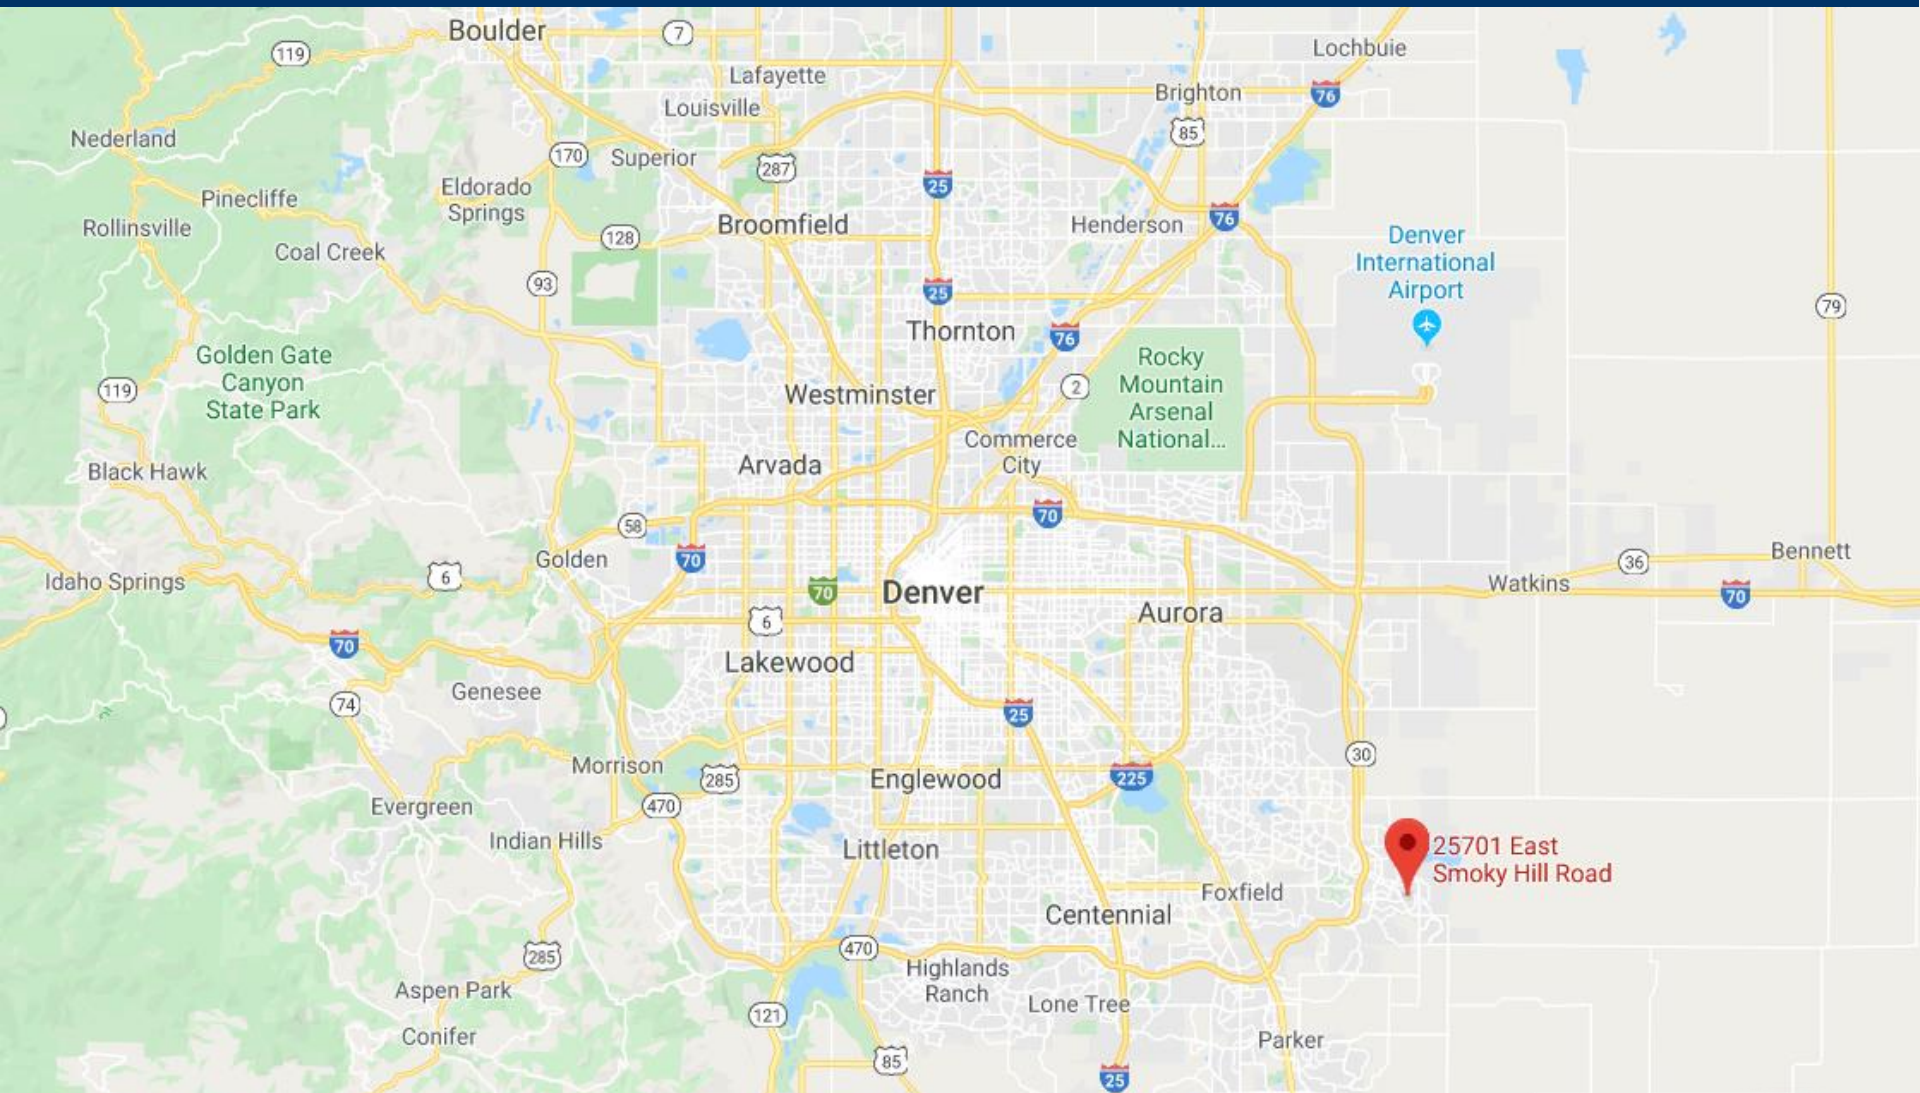 Boulder
7
119
Lochbuie
Lafayette
Louisville
Brighton
76
85
Nederland
170
Superior
287
25
Eldorado
Springs
Pinecliffe
Rollinsville
Coal Creek
128
Broomfield
Henderson
76
Denver
International
Airport
93
25
79
Thornton
76
Golden Gate
Canyon
State Park
119
Rocky
Mountain
Arsenal
National...
2
Westminster
Commerce
City
Arvada
Black Hawk
58
70
Golden
70
6
Idaho Springs
70
Denver
Aurora
36
Bennett
Watkins
70
6
70
Lakewood
Genesee
74
25
30
Morrison
285
Englewood
225
470
Evergreen
Indian Hills
Littleton
25701 East
Smoky Hill Road
Foxfield
Centennial
285
470
Highlands
Ranch
Aspen Park
Lone Tree
121
Conifer
Parker
85
25